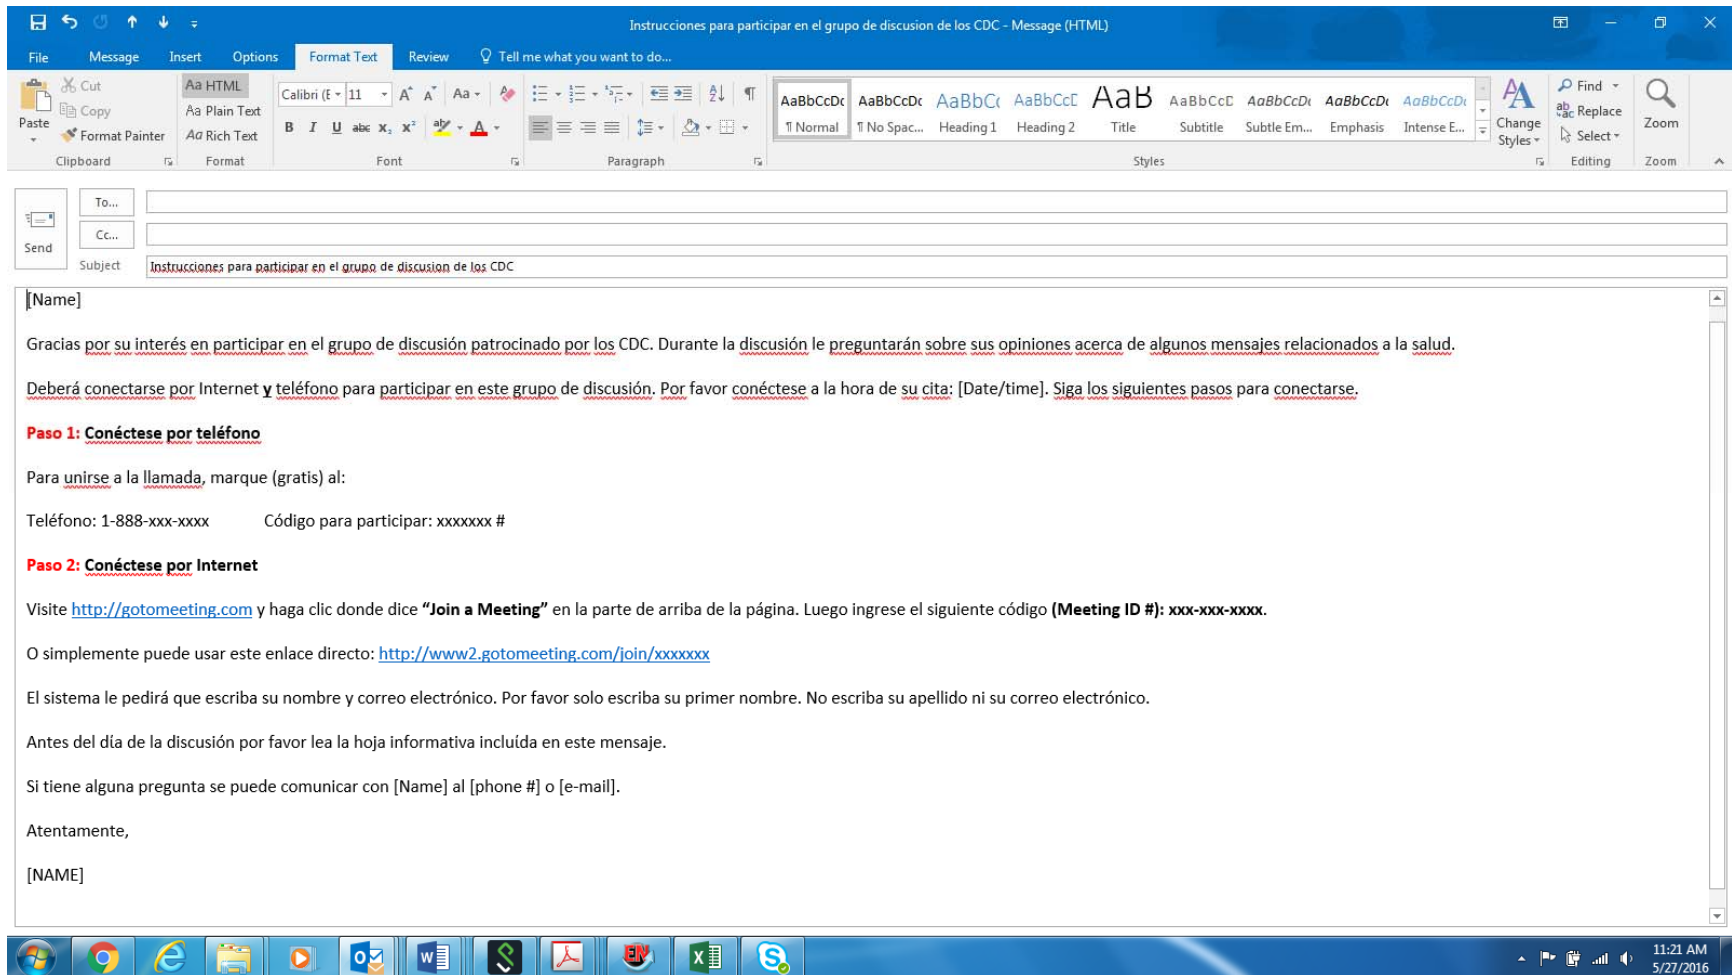 Instrucciones para participar en el grupo de discusion de los CDC - Message (HTML)
File Message Insert Options Format Text Review Tell me what you want to do...
Paste Cut Copy Format Painter
Clipboard
Aa HTML
Aa Plain Text
Aa Rich Text
Format
Calibri (E 11
Font
Paragraph
AaBbCcDc AaBbCcDc AaBbCc AaBbCcD AaB AaBbCcD AaBbCcDc AaBbCcDc AaBbCcDc
¶ Normal ¶ No Spac... Heading 1 Heading 2 Title Subtitle Subtle Em... Emphasis Intense E...
Styles
Change Styles
Find
Replace
Select
Editing
Zoom
Zoom
Send
To...
Cc...
Subject Instrucciones para participar en el grupo de discusion de los CDC
[Name]
Gracias por su interés en participar en el grupo de discusión patrocinado por los CDC. Durante la discusión le preguntarán sobre sus opiniones acerca de algunos mensajes relacionados a la salud.
Deberá conectarse por Internet y teléfono para participar en este grupo de discusión. Por favor conéctese a la hora de su cita: [Date/time]. Siga los siguientes pasos para conectarse.
Paso 1: Conéctese por teléfono
Para unirse a la llamada, marque (gratis) al:
Teléfono: 1-888-xxx-xxxx Código para participar: xxxxxxx #
Paso 2: Conéctese por Internet
Visite http://gotomeeting.com y haga clic donde dice “Join a Meeting” en la parte de arriba de la página. Luego ingrese el siguiente código (Meeting ID #): xxx-xxx-xxxx.
O simplemente puede usar este enlace directo: http://www2.gotomeeting.com/join/xxxxxxx
El sistema le pedirá que escriba su nombre y correo electrónico. Por favor solo escriba su primer nombre. No escriba su apellido ni su correo electrónico.
Antes del día de la discusión por favor lea la hoja informativa incluída en este mensaje.
Si tiene alguna pregunta se puede comunicar con [Name] al [phone #] o [e-mail].
Atentamente,
[NAME]
11:21 AM
5/27/2016